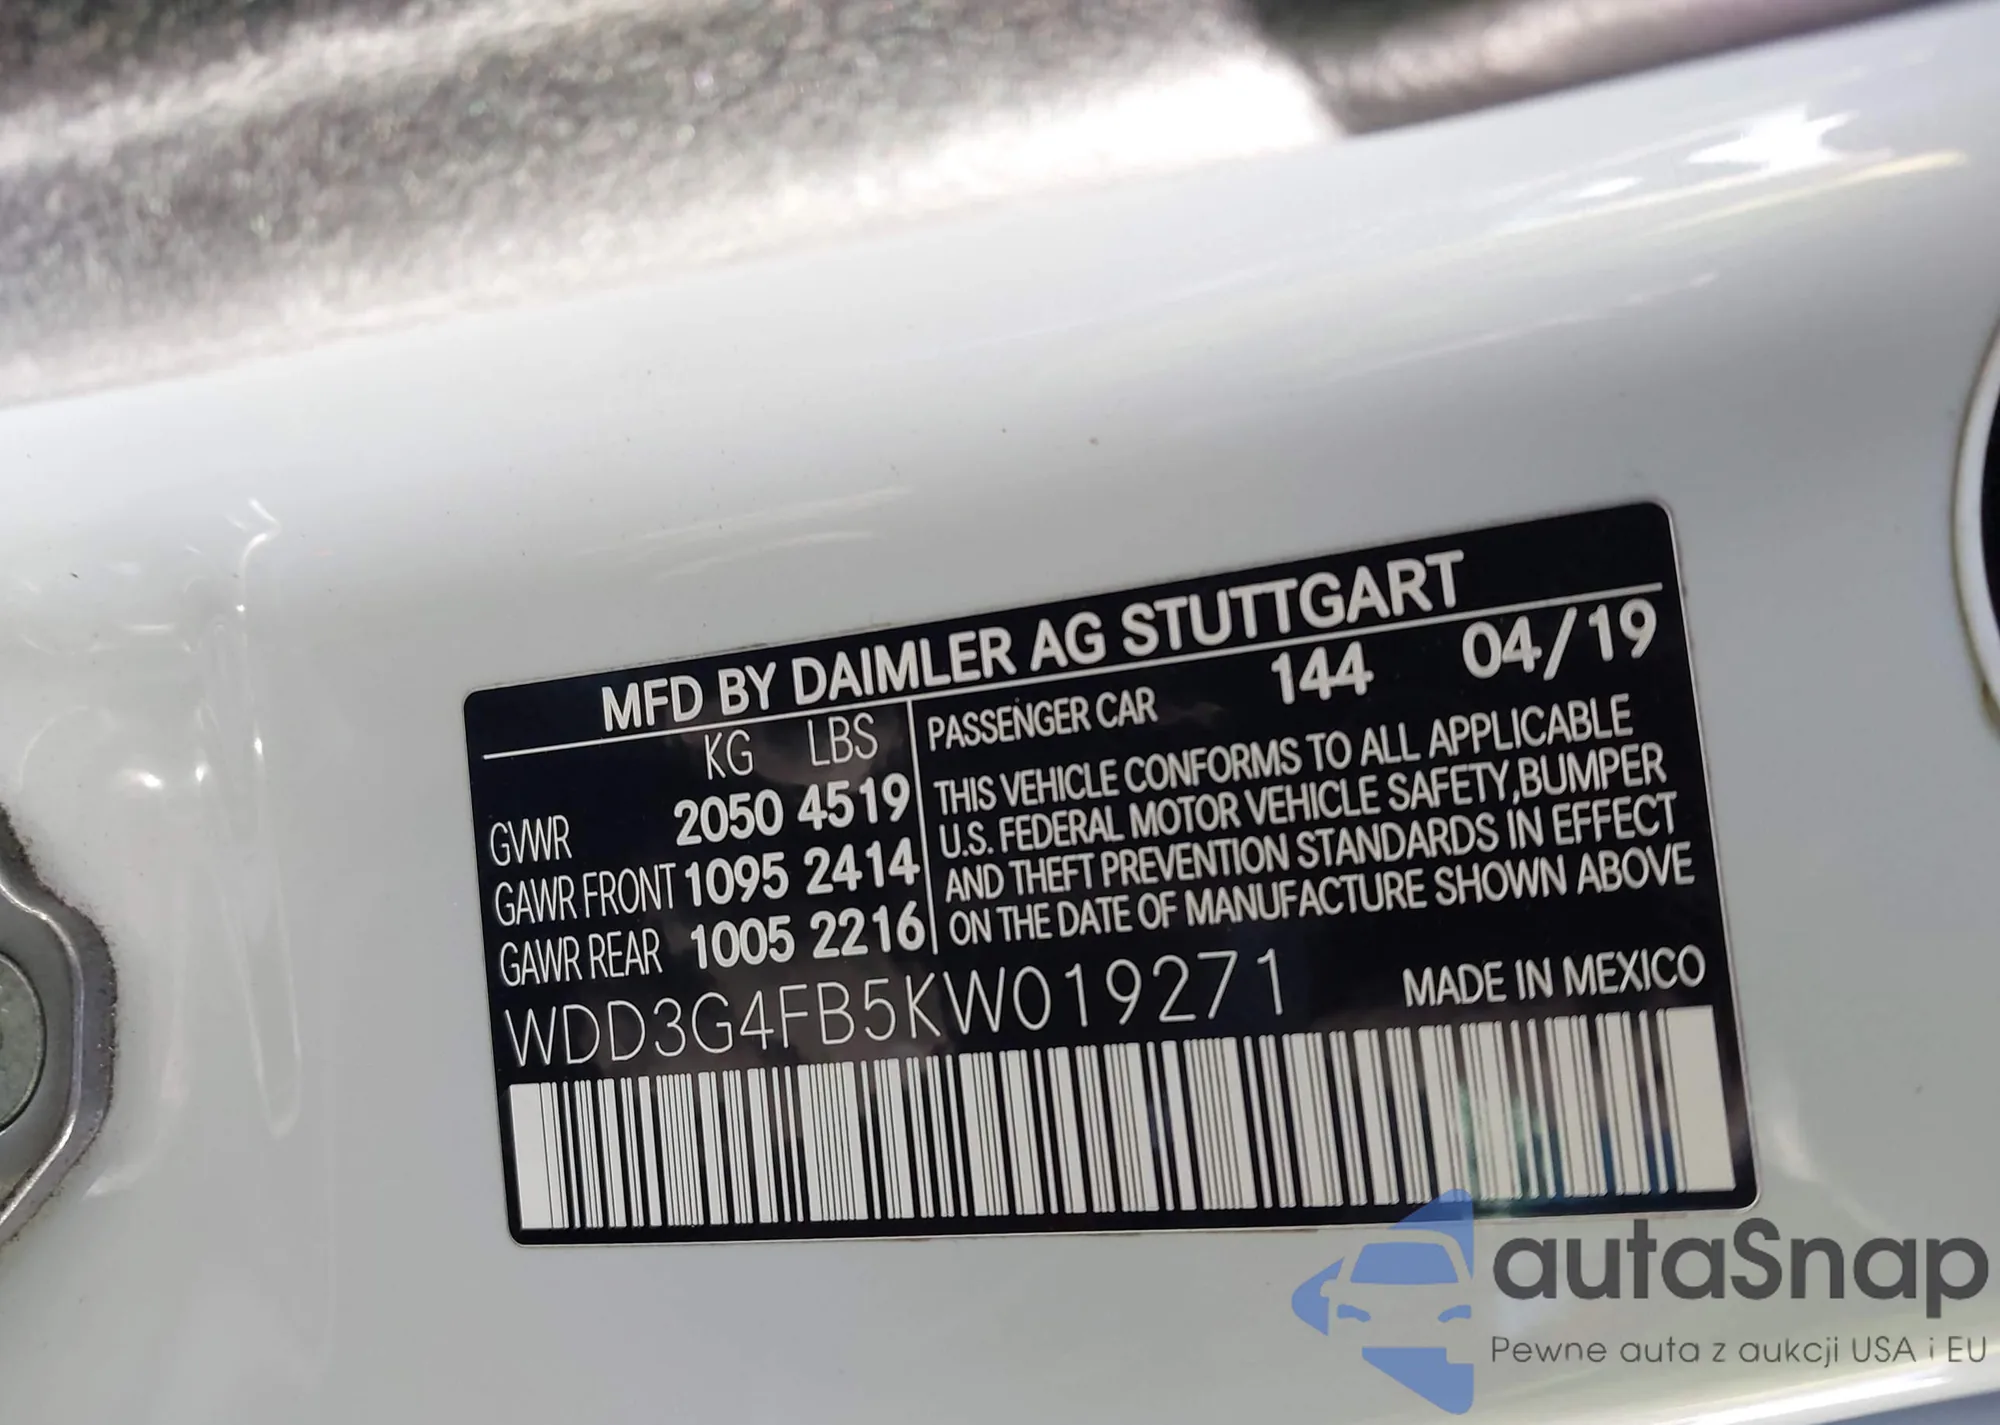 MFD BY DAIMLER AG STUTTGART
KG LBS
GVWR 2050 4519
GAWR FRONT 1095 2414
GAWR REAR 1005 2216
PASSENGER CAR 144 04/19
THIS VEHICLE CONFORMS TO ALL APPLICABLE
U.S. FEDERAL MOTOR VEHICLE SAFETY,BUMPER
AND THEFT PREVENTION STANDARDS IN EFFECT
ON THE DATE OF MANUFACTURE SHOWN ABOVE
WDD3G4FB5KW019271 MADE IN MEXICO
autaSnap
Pewne auta z aukcji USA i EU